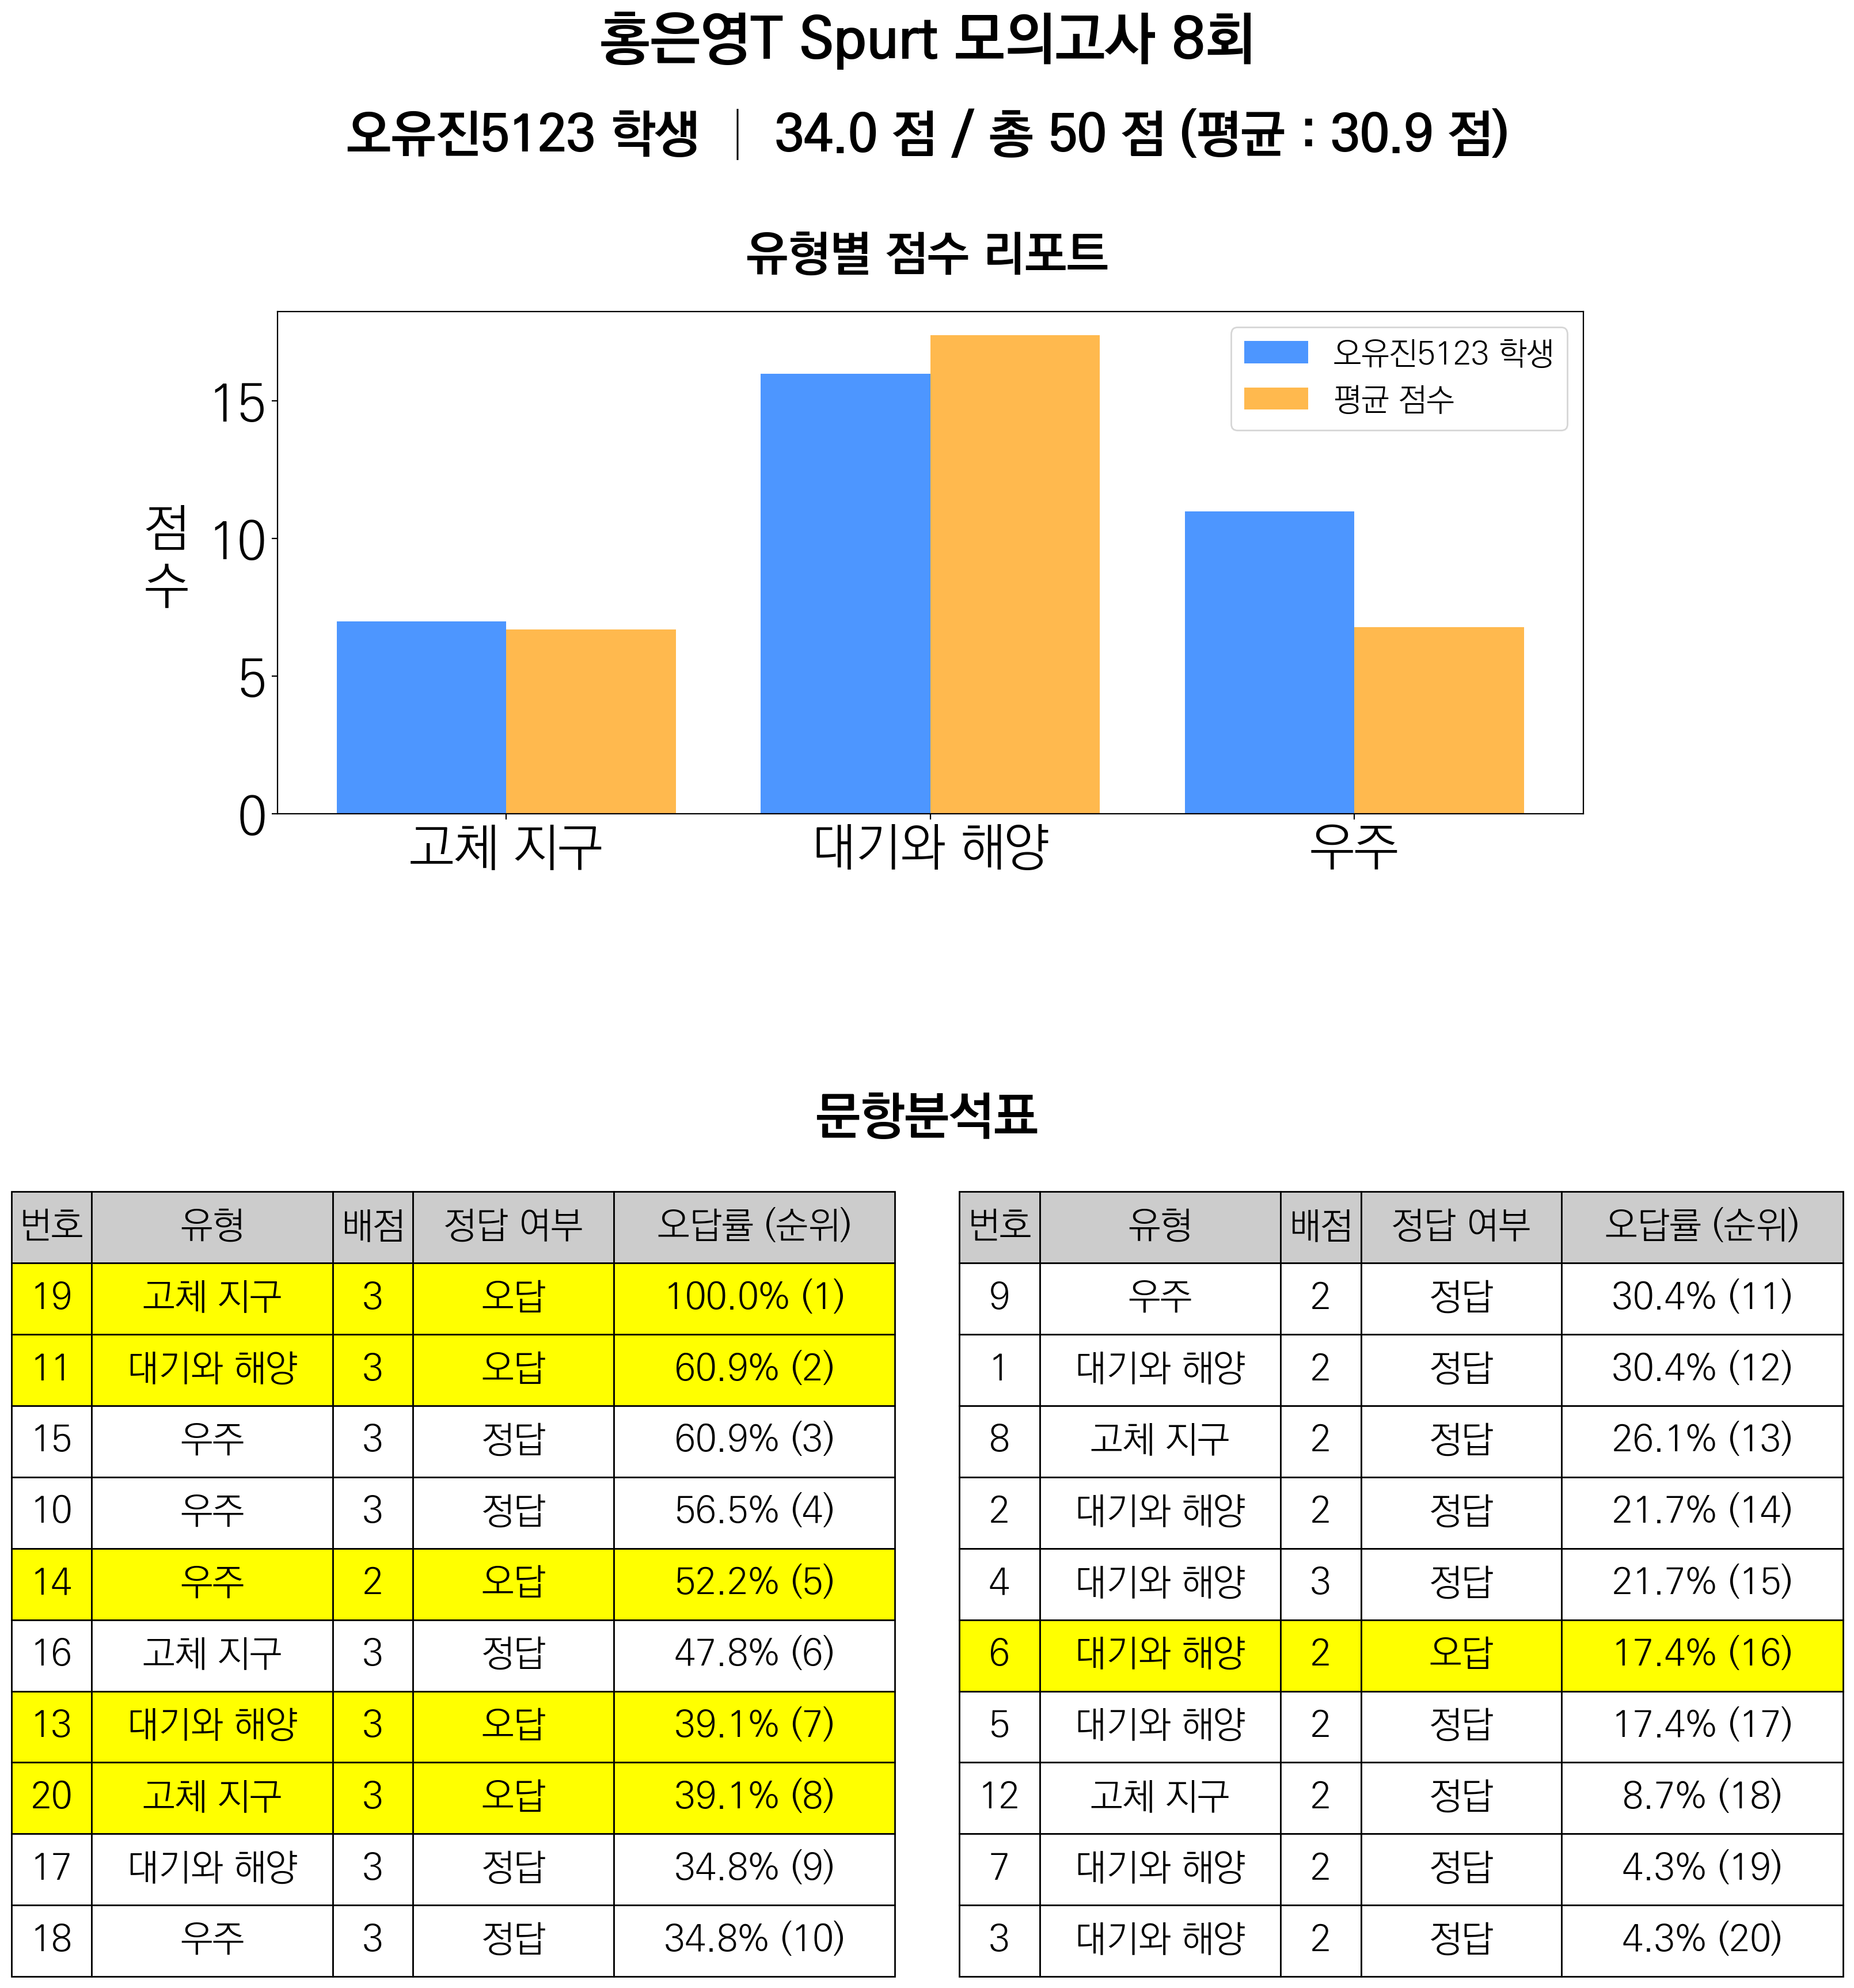 홍은영T Spurt 모의고사 8회
오유진5123 학생 │ 34.0 점 / 총 50 점 (평균 : 30.9 점)
유형별 점수 리포트
오유진5123 학생
평균 점수
점
수
15
10
5
0
고체 지구 대기와 해양 우주
문항분석표
번호 유형 배점 정답 여부 오답률 (순위)
19 고체 지구 3 오답 100.0% (1)
11 대기와 해양 3 오답 60.9% (2)
15 우주 3 정답 60.9% (3)
10 우주 3 정답 56.5% (4)
14 우주 2 오답 52.2% (5)
16 고체 지구 3 정답 47.8% (6)
13 대기와 해양 3 오답 39.1% (7)
20 고체 지구 3 오답 39.1% (8)
17 대기와 해양 3 정답 34.8% (9)
18 우주 3 정답 34.8% (10)
번호 유형 배점 정답 여부 오답률 (순위)
9 우주 2 정답 30.4% (11)
1 대기와 해양 2 정답 30.4% (12)
8 고체 지구 2 정답 26.1% (13)
2 대기와 해양 2 정답 21.7% (14)
4 대기와 해양 3 정답 21.7% (15)
6 대기와 해양 2 오답 17.4% (16)
5 대기와 해양 2 정답 17.4% (17)
12 고체 지구 2 정답 8.7% (18)
7 대기와 해양 2 정답 4.3% (19)
3 대기와 해양 2 정답 4.3% (20)